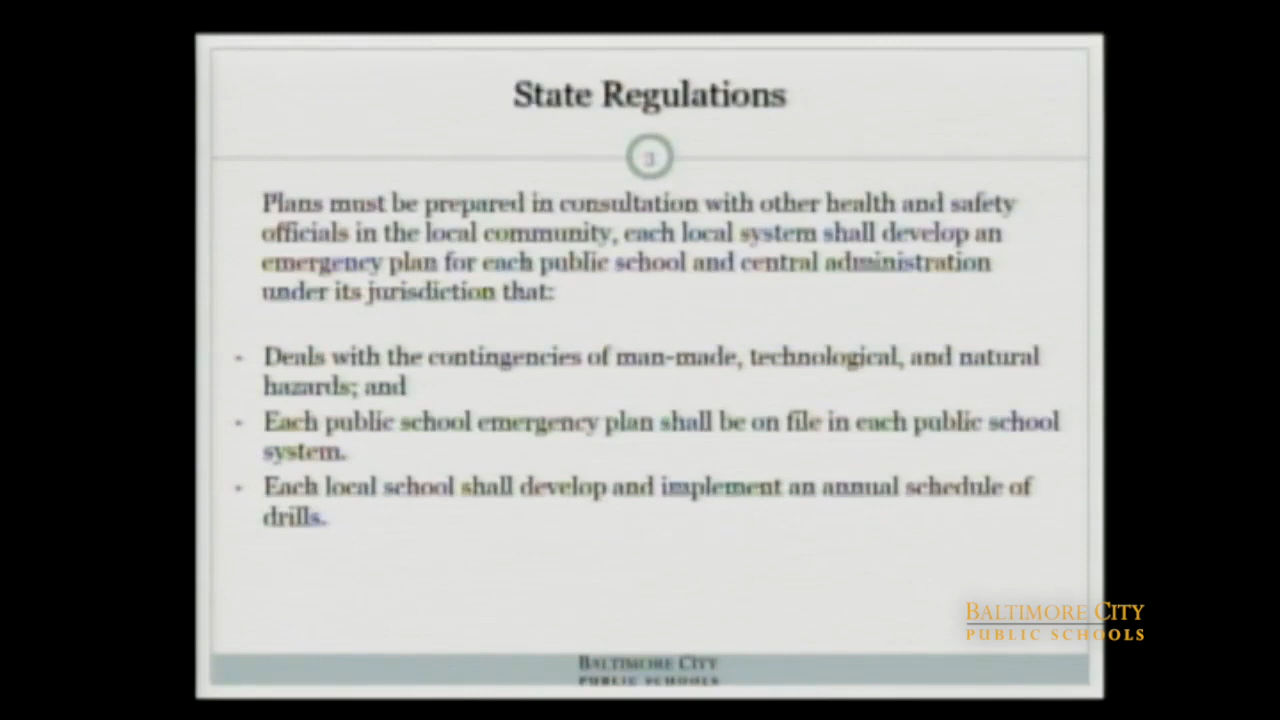 State Regulations
3
Plans must be prepared in consultation with other health and safety
officials in the local community, each local system shall develop an
emergency plan for each public school and central administration
under its jurisdiction that:
- Deals with the contingencies of man-made, technological, and natural
hazards; and
- Each public school emergency plan shall be on file in each public school
system.
- Each local school shall develop and implement an annual schedule of
drills.
BALTIMORE CITY
PUBLIC SCHOOLS
BALTIMORE CITY
PUBLIC SCHOOLS